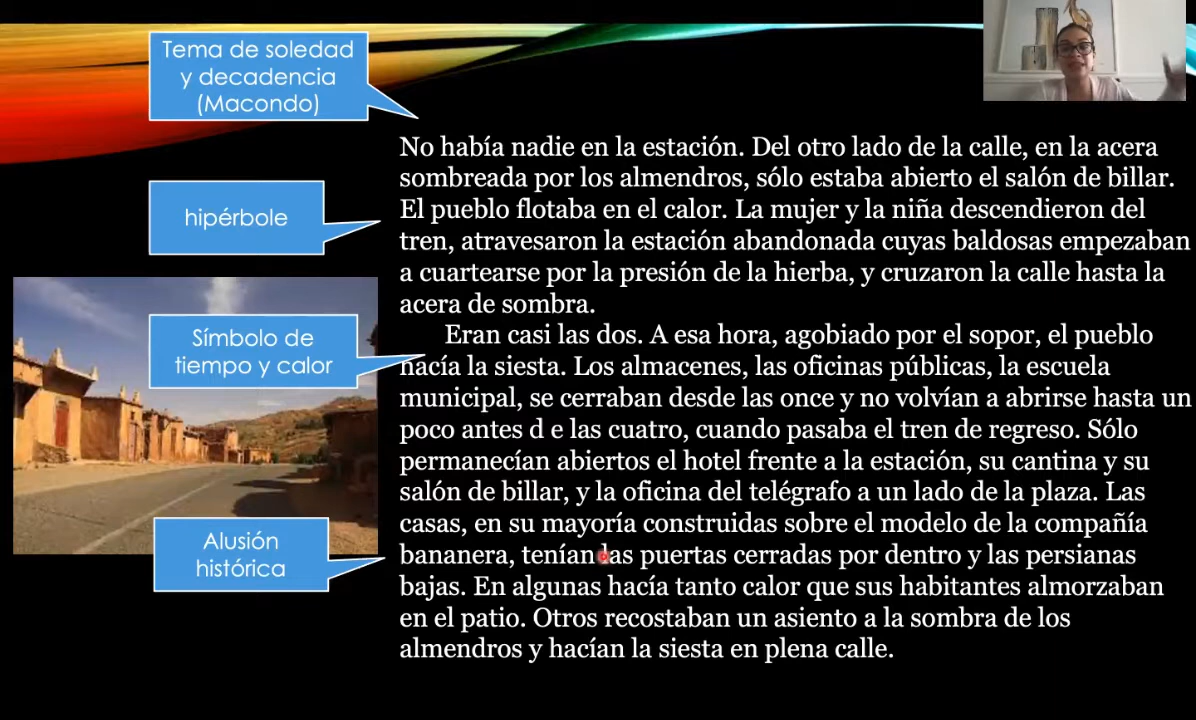 Tema de soledad
y decadencia
(Macondo)
hipérbole
Símbolo de
tiempo y calor
Alusión
histórica
No había nadie en la estación. Del otro lado de la calle, en la acera
sombreada por los almendros, sólo estaba abierto el salón de billar.
El pueblo flotaba en el calor. La mujer y la niña descendieron del
tren, atravesaron la estación abandonada cuyas baldosas empezaban
a cuartearse por la presión de la hierba, y cruzaron la calle hasta la
acera de sombra.
Eran casi las dos. A esa hora, agobiado por el sopor, el pueblo
hacía la siesta. Los almacenes, las oficinas públicas, la escuela
municipal, se cerraban desde las once y no volvían a abrirse hasta un
poco antes d e las cuatro, cuando pasaba el tren de regreso. Sólo
permanecían abiertos el hotel frente a la estación, su cantina y su
salón de billar, y la oficina del telégrafo a un lado de la plaza. Las
casas, en su mayoría construidas sobre el modelo de la compañía
bananera, tenían las puertas cerradas por dentro y las persianas
bajas. En algunas hacía tanto calor que sus habitantes almorzaban
en el patio. Otros recostaban un asiento a la sombra de los
almendros y hacían la siesta en plena calle.